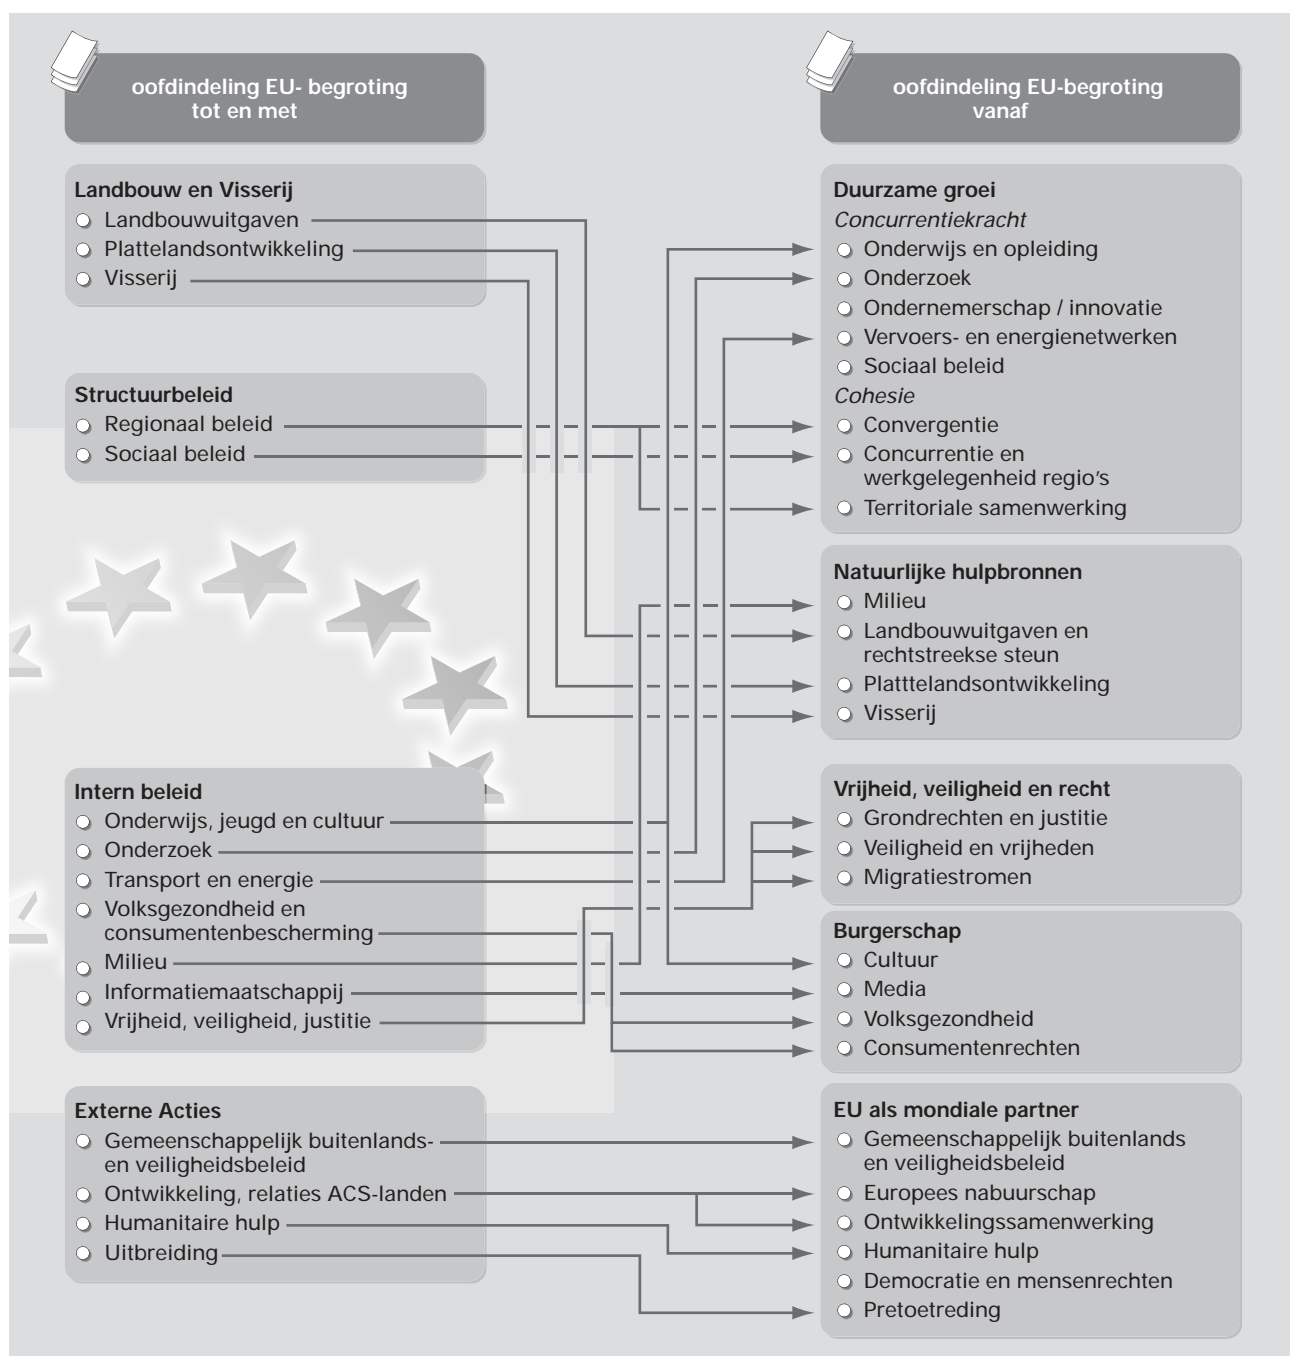 oofdindeling EU- begroting
tot en met
Landbouw en Visserij
Landbouwuitgaven
Plattelandsontwikkeling
Visserij
Structuurbeleid
Regionaal beleid
Sociaal beleid
Intern beleid
Onderwijs, jeugd en cultuur
Onderzoek
Transport en energie
Volksgezondheid en
consumentenbescherming
Milieu
Informatiemaatschappij
Vrijheid, veiligheid, justitie
Externe Acties
Gemeenschappelijk buitenlands-
en veiligheidsbeleid
Ontwikkeling, relaties ACS-landen
Humanitaire hulp
Uitbreiding
oofdindeling EU-begroting
vanaf
Duurzame groei
Concurrentiekracht
Onderwijs en opleiding
Onderzoek
Ondernemerschap / innovatie
Vervoers- en energienetwerken
Sociaal beleid
Cohesie
Convergentie
Concurrentie en
werkgelegenheid regio's
Territoriale samenwerking
Natuurlijke hulpbronnen
Milieu
Landbouwuitgaven en
rechtstreekse steun
Platttelandsontwikkeling
Visserij
Vrijheid, veiligheid en recht
Grondrechten en justitie
Veiligheid en vrijheden
Migratiestromen
Burgerschap
Cultuur
Media
Volksgezondheid
Consumentenrechten
EU als mondiale partner
Gemeenschappelijk buitenlands
en veiligheidsbeleid
Europees nabuurschap
Ontwikkelingssamenwerking
Humanitaire hulp
Democratie en mensenrechten
Pretoetreding